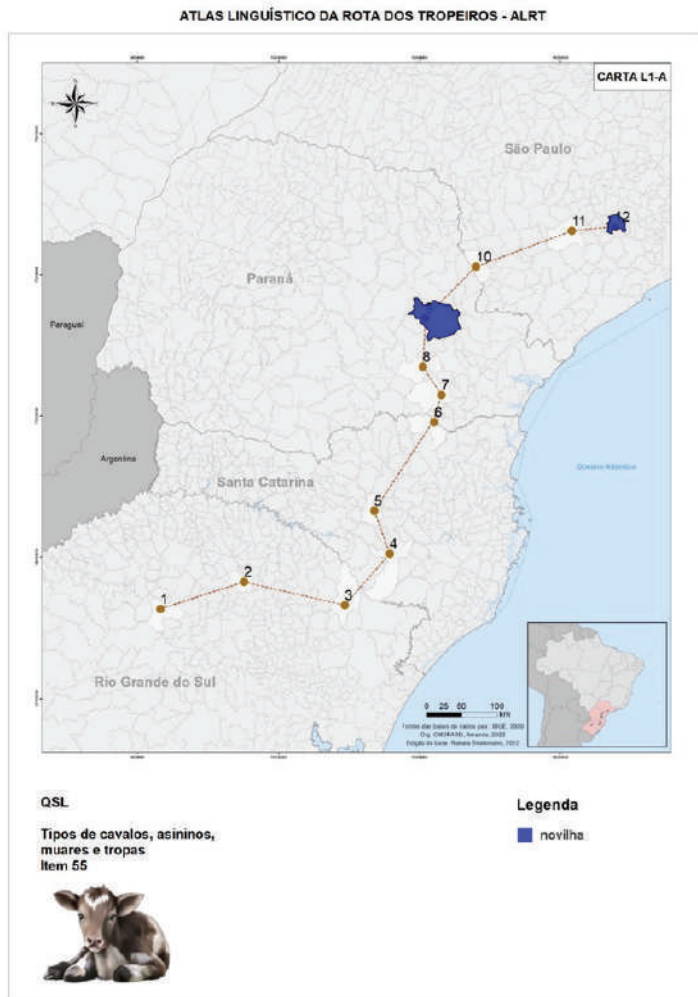 ATLAS LINGUÍSTICO DA ROTA DOS TROPEIROS - ALRT
CARTA L1-A
São Paulo
12
11
10
Paraná
Paraguai
8
7
6
Argentina
Santa Catarina
Oceano Atlântico
5
4
2
3
1
Rio Grande do Sul
0 25 50 100
km
QSL
Legenda
Tipos de cavalos, asininos,
novilha
muares e tropas
Item 55